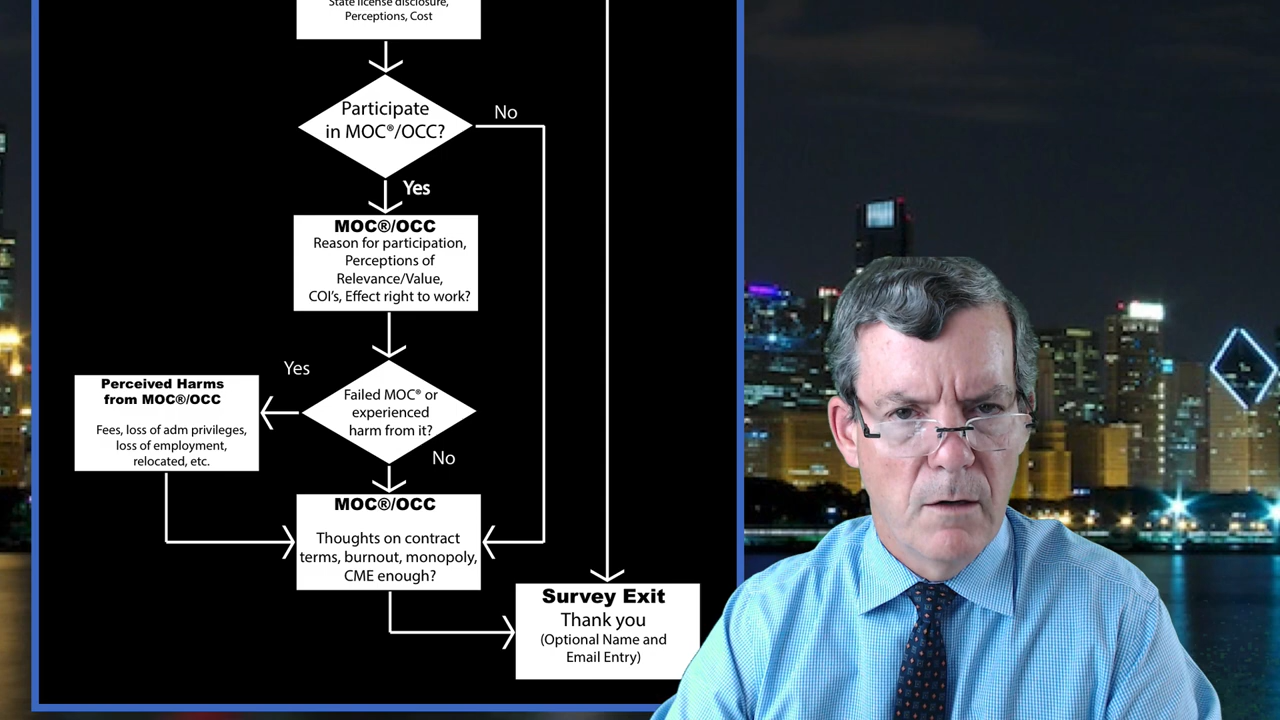 State license disclosure,
Perceptions, Cost
Participate
in MOC®/OCC?
No
Yes
MOC®/OCC
Reason for participation,
Perceptions of
Relevance/Value,
COI's, Effect right to work?
Yes
Failed MOC® or
experienced
harm from it?
Perceived Harms
from MOC®/OCC
Fees, loss of adm privileges,
loss of employment,
relocated, etc.
No
MOC®/OCC
Thoughts on contract
terms, burnout, monopoly,
CME enough?
Survey Exit
Thank you
(Optional Name and
Email Entry)